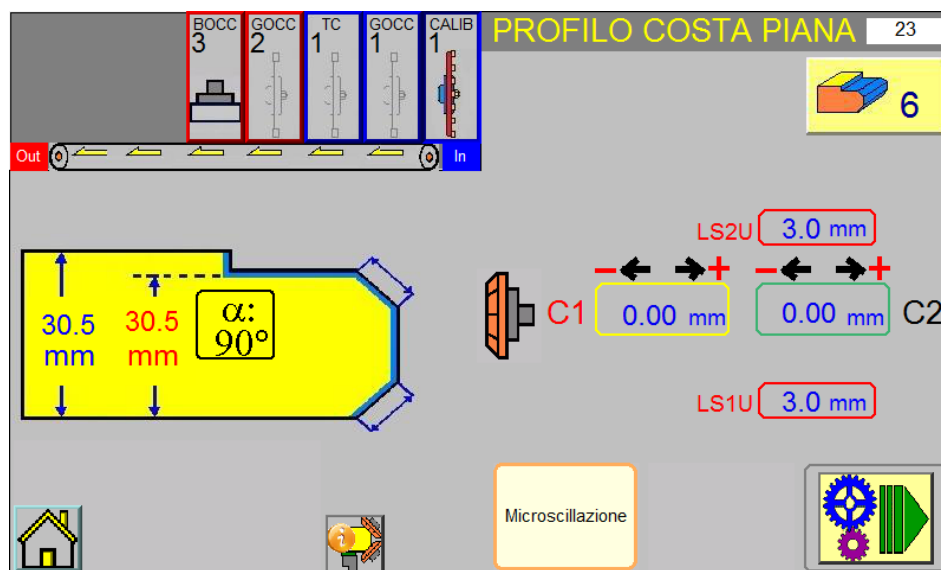 BOCC GOCC TC GOCC CALIB
3 2 1 1 1
PROFILO COSTA PIANA 23
6
Out In
LS2U 3.0 mm
− + − +
30.5 mm
30.5 mm
α: 90°
C1 0.00 mm 0.00 mm C2
LS1U 3.0 mm
Microscillazione
i